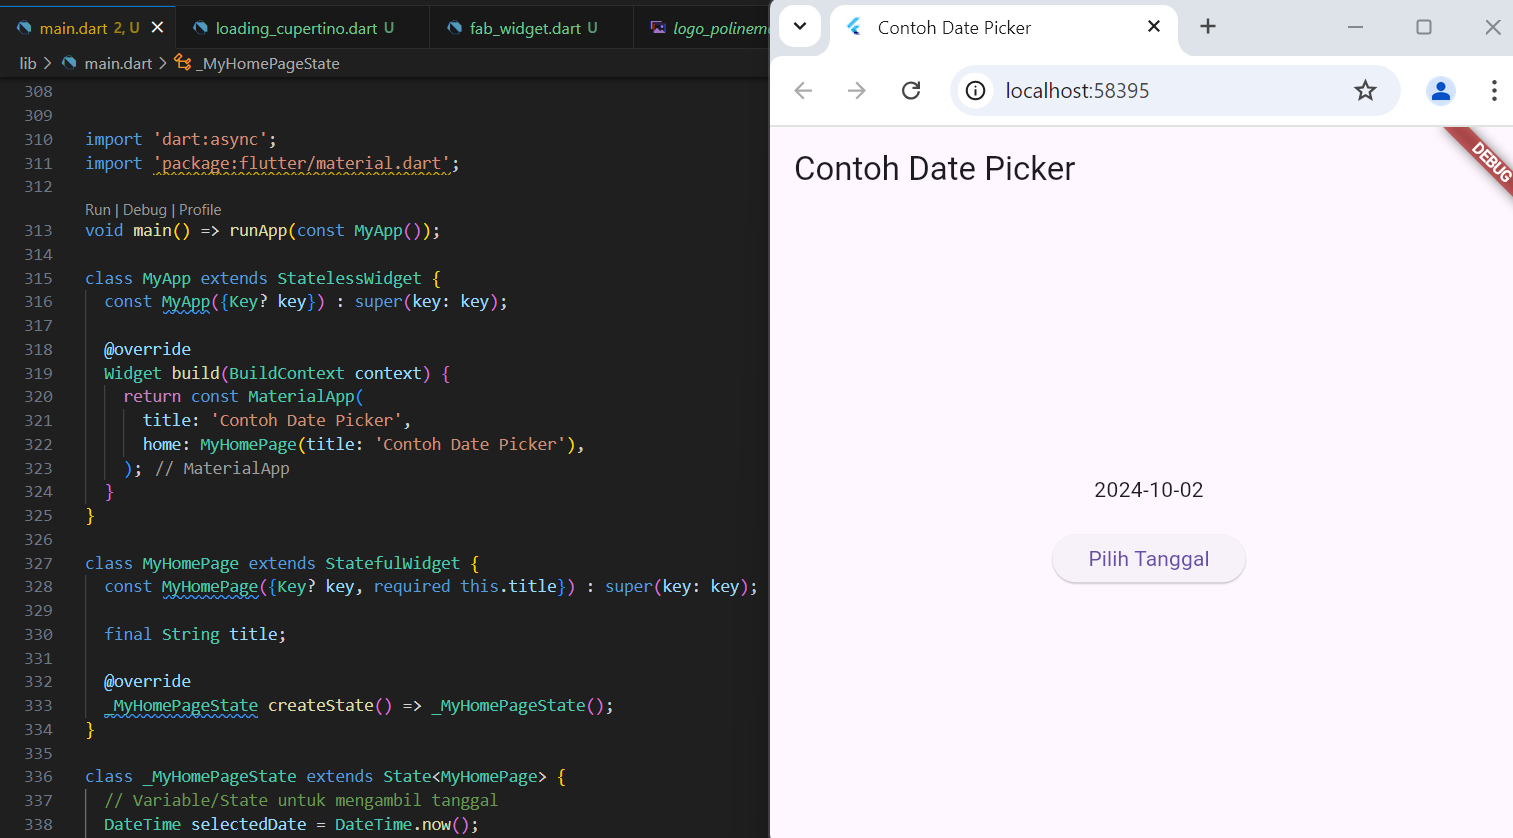 main.dart 2, U
loading_cupertino.dart U
fab_widget.dart U
logo_polinem
lib > main.dart > _MyHomePageState
308
309
310 import 'dart:async';
311 import 'package:flutter/material.dart';
312
Run | Debug | Profile
313 void main() => runApp(const MyApp());
314
315 class MyApp extends StatelessWidget {
316 const MyApp({Key? key}) : super(key: key);
317
318 @override
319 Widget build(BuildContext context) {
320 return const MaterialApp(
321 title: 'Contoh Date Picker',
322 home: MyHomePage(title: 'Contoh Date Picker'),
323 ); // MaterialApp
324 }
325 }
326
327 class MyHomePage extends StatefulWidget {
328 const MyHomePage({Key? key, required this.title}) : super(key: key);
329
330 final String title;
331
332 @override
333 _MyHomePageState createState() => _MyHomePageState();
334 }
335
336 class _MyHomePageState extends State<MyHomePage> {
337 // Variable/State untuk mengambil tanggal
338 DateTime selectedDate = DateTime.now();
Contoh Date Picker
localhost:58395
Contoh Date Picker
DEBUG
2024-10-02
Pilih Tanggal